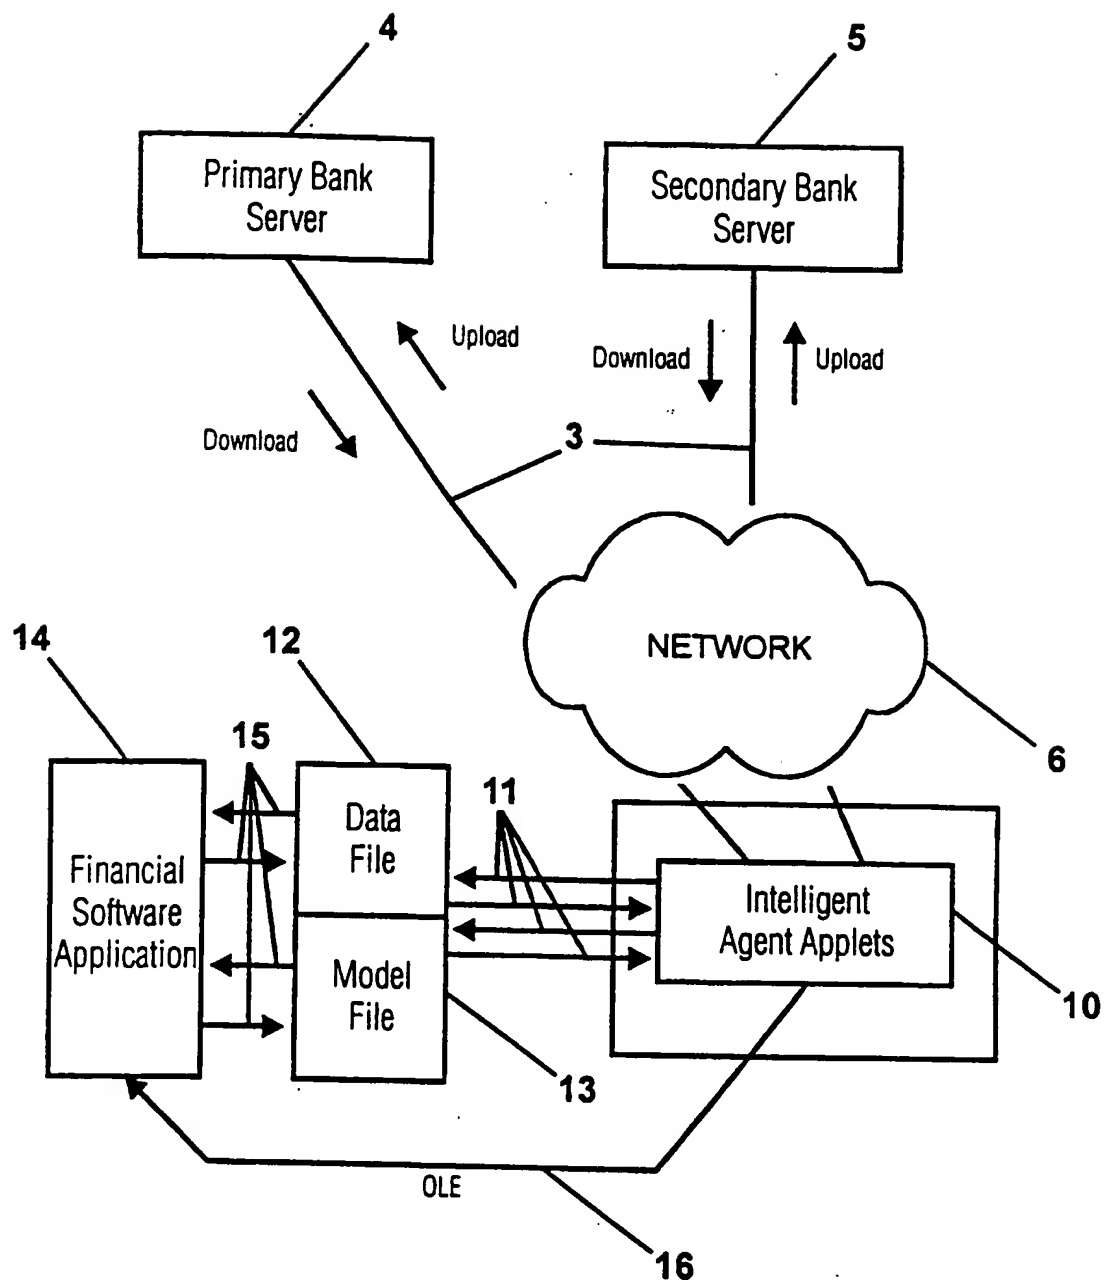 4
5
Primary Bank
Server
Secondary Bank
Server
Upload
Download
Download
Upload
3
NETWORK
6
14
12
15
11
Financial
Software
Application
Data
File
Model
File
Intelligent
Agent Applets
10
13
OLE
16